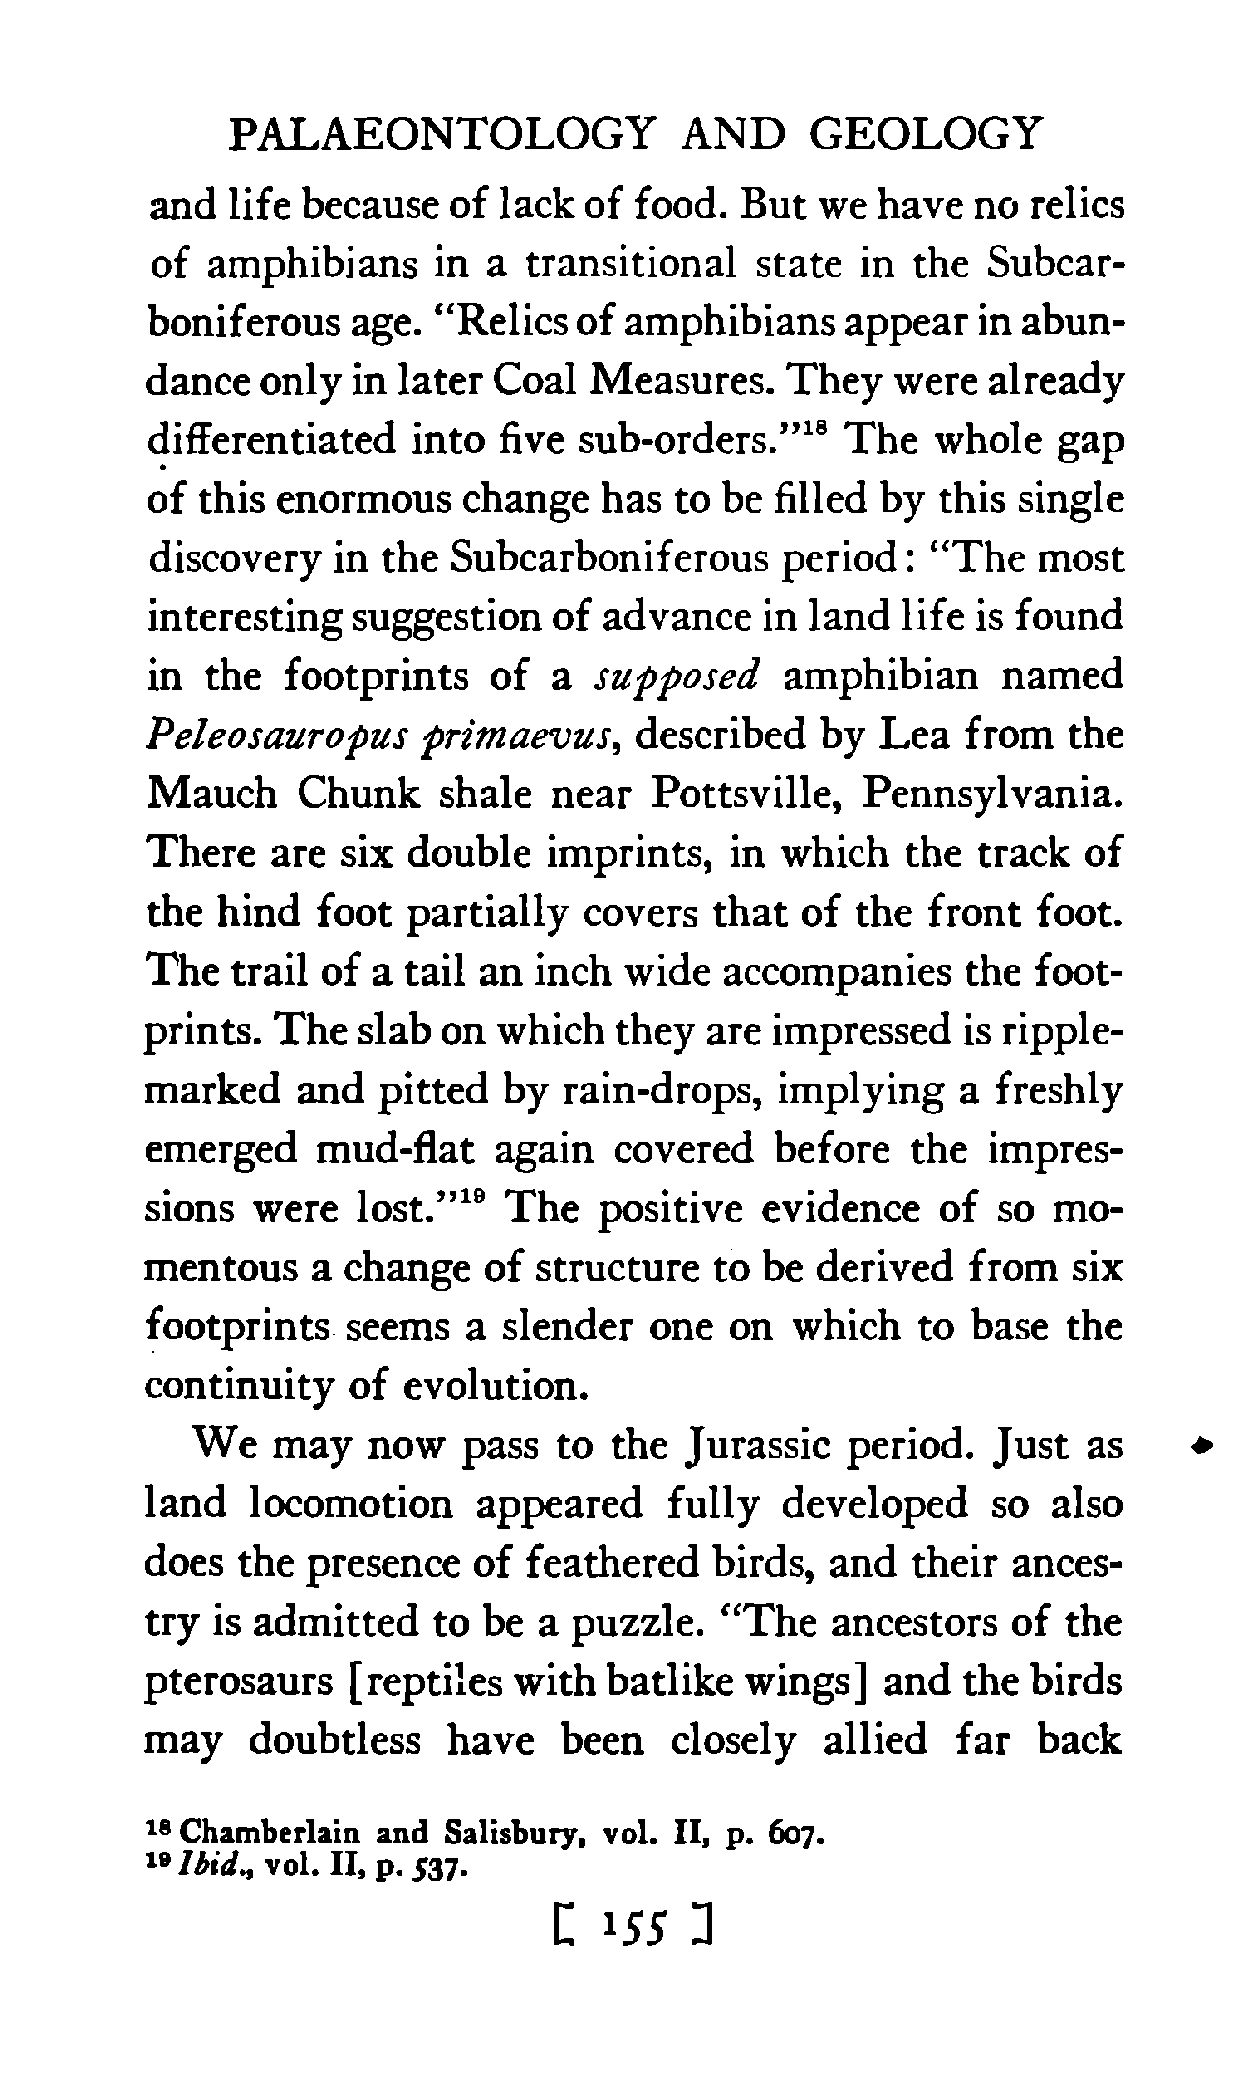 PALAEONTOLOGY AND GEOLOGY
and life because of lack of food. But we have no relics
of amphibians in a transitional state in the Subcar-
boniferous age. “Relics of amphibians appear in abun-
dance only in later Coal Measures. They were already
differentiated into five sub-orders.”¹⁸ The whole gap
of this enormous change has to be filled by this single
discovery in the Subcarboniferous period: “The most
interesting suggestion of advance in land life is found
in the footprints of a supposed amphibian named
Peleosauropus primaevus, described by Lea from the
Mauch Chunk shale near Pottsville, Pennsylvania.
There are six double imprints, in which the track of
the hind foot partially covers that of the front foot.
The trail of a tail an inch wide accompanies the foot-
prints. The slab on which they are impressed is ripple-
marked and pitted by rain-drops, implying a freshly
emerged mud-flat again covered before the impres-
sions were lost.”¹⁹ The positive evidence of so mo-
mentous a change of structure to be derived from six
footprints seems a slender one on which to base the
continuity of evolution.
We may now pass to the Jurassic period. Just as
land locomotion appeared fully developed so also
does the presence of feathered birds, and their ances-
try is admitted to be a puzzle. “The ancestors of the
pterosaurs [reptiles with batlike wings] and the birds
may doubtless have been closely allied far back
¹⁸ Chamberlain and Salisbury, vol. II, p. 607.
¹⁹ Ibid., vol. II, p. 537.
[ 155 ]